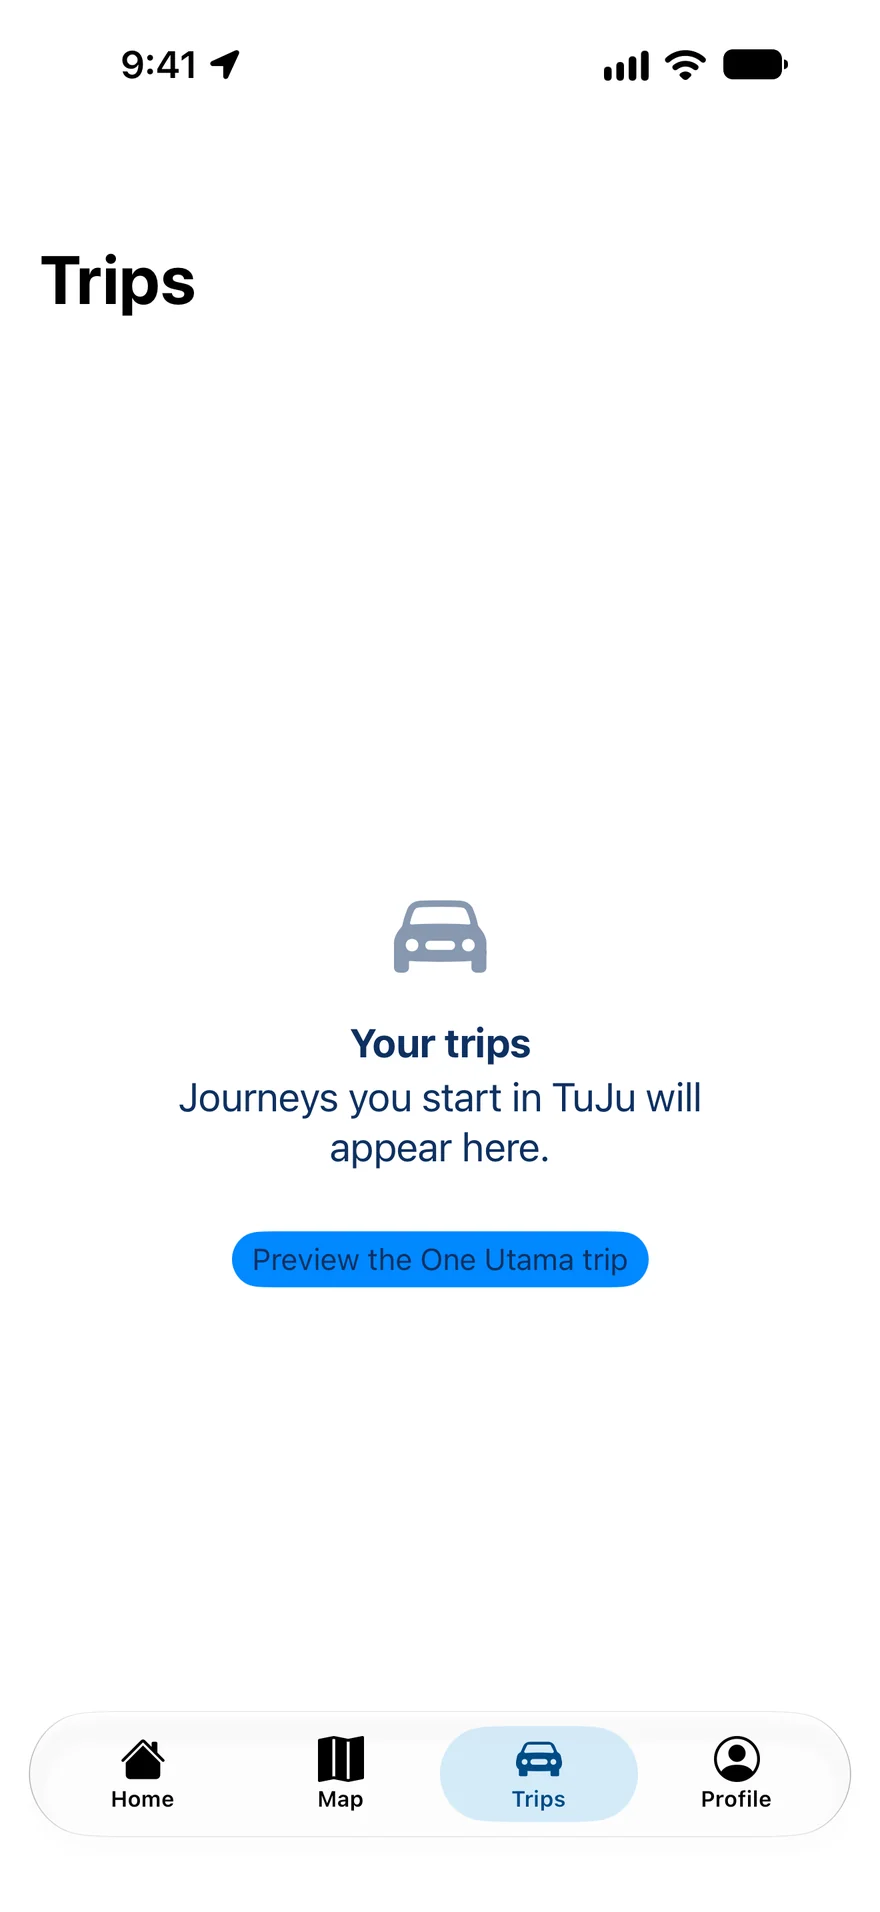 9:41
Trips
Your trips
Journeys you start in TuJu will
appear here.
Preview the One Utama trip
Home
Map
Trips
Profile